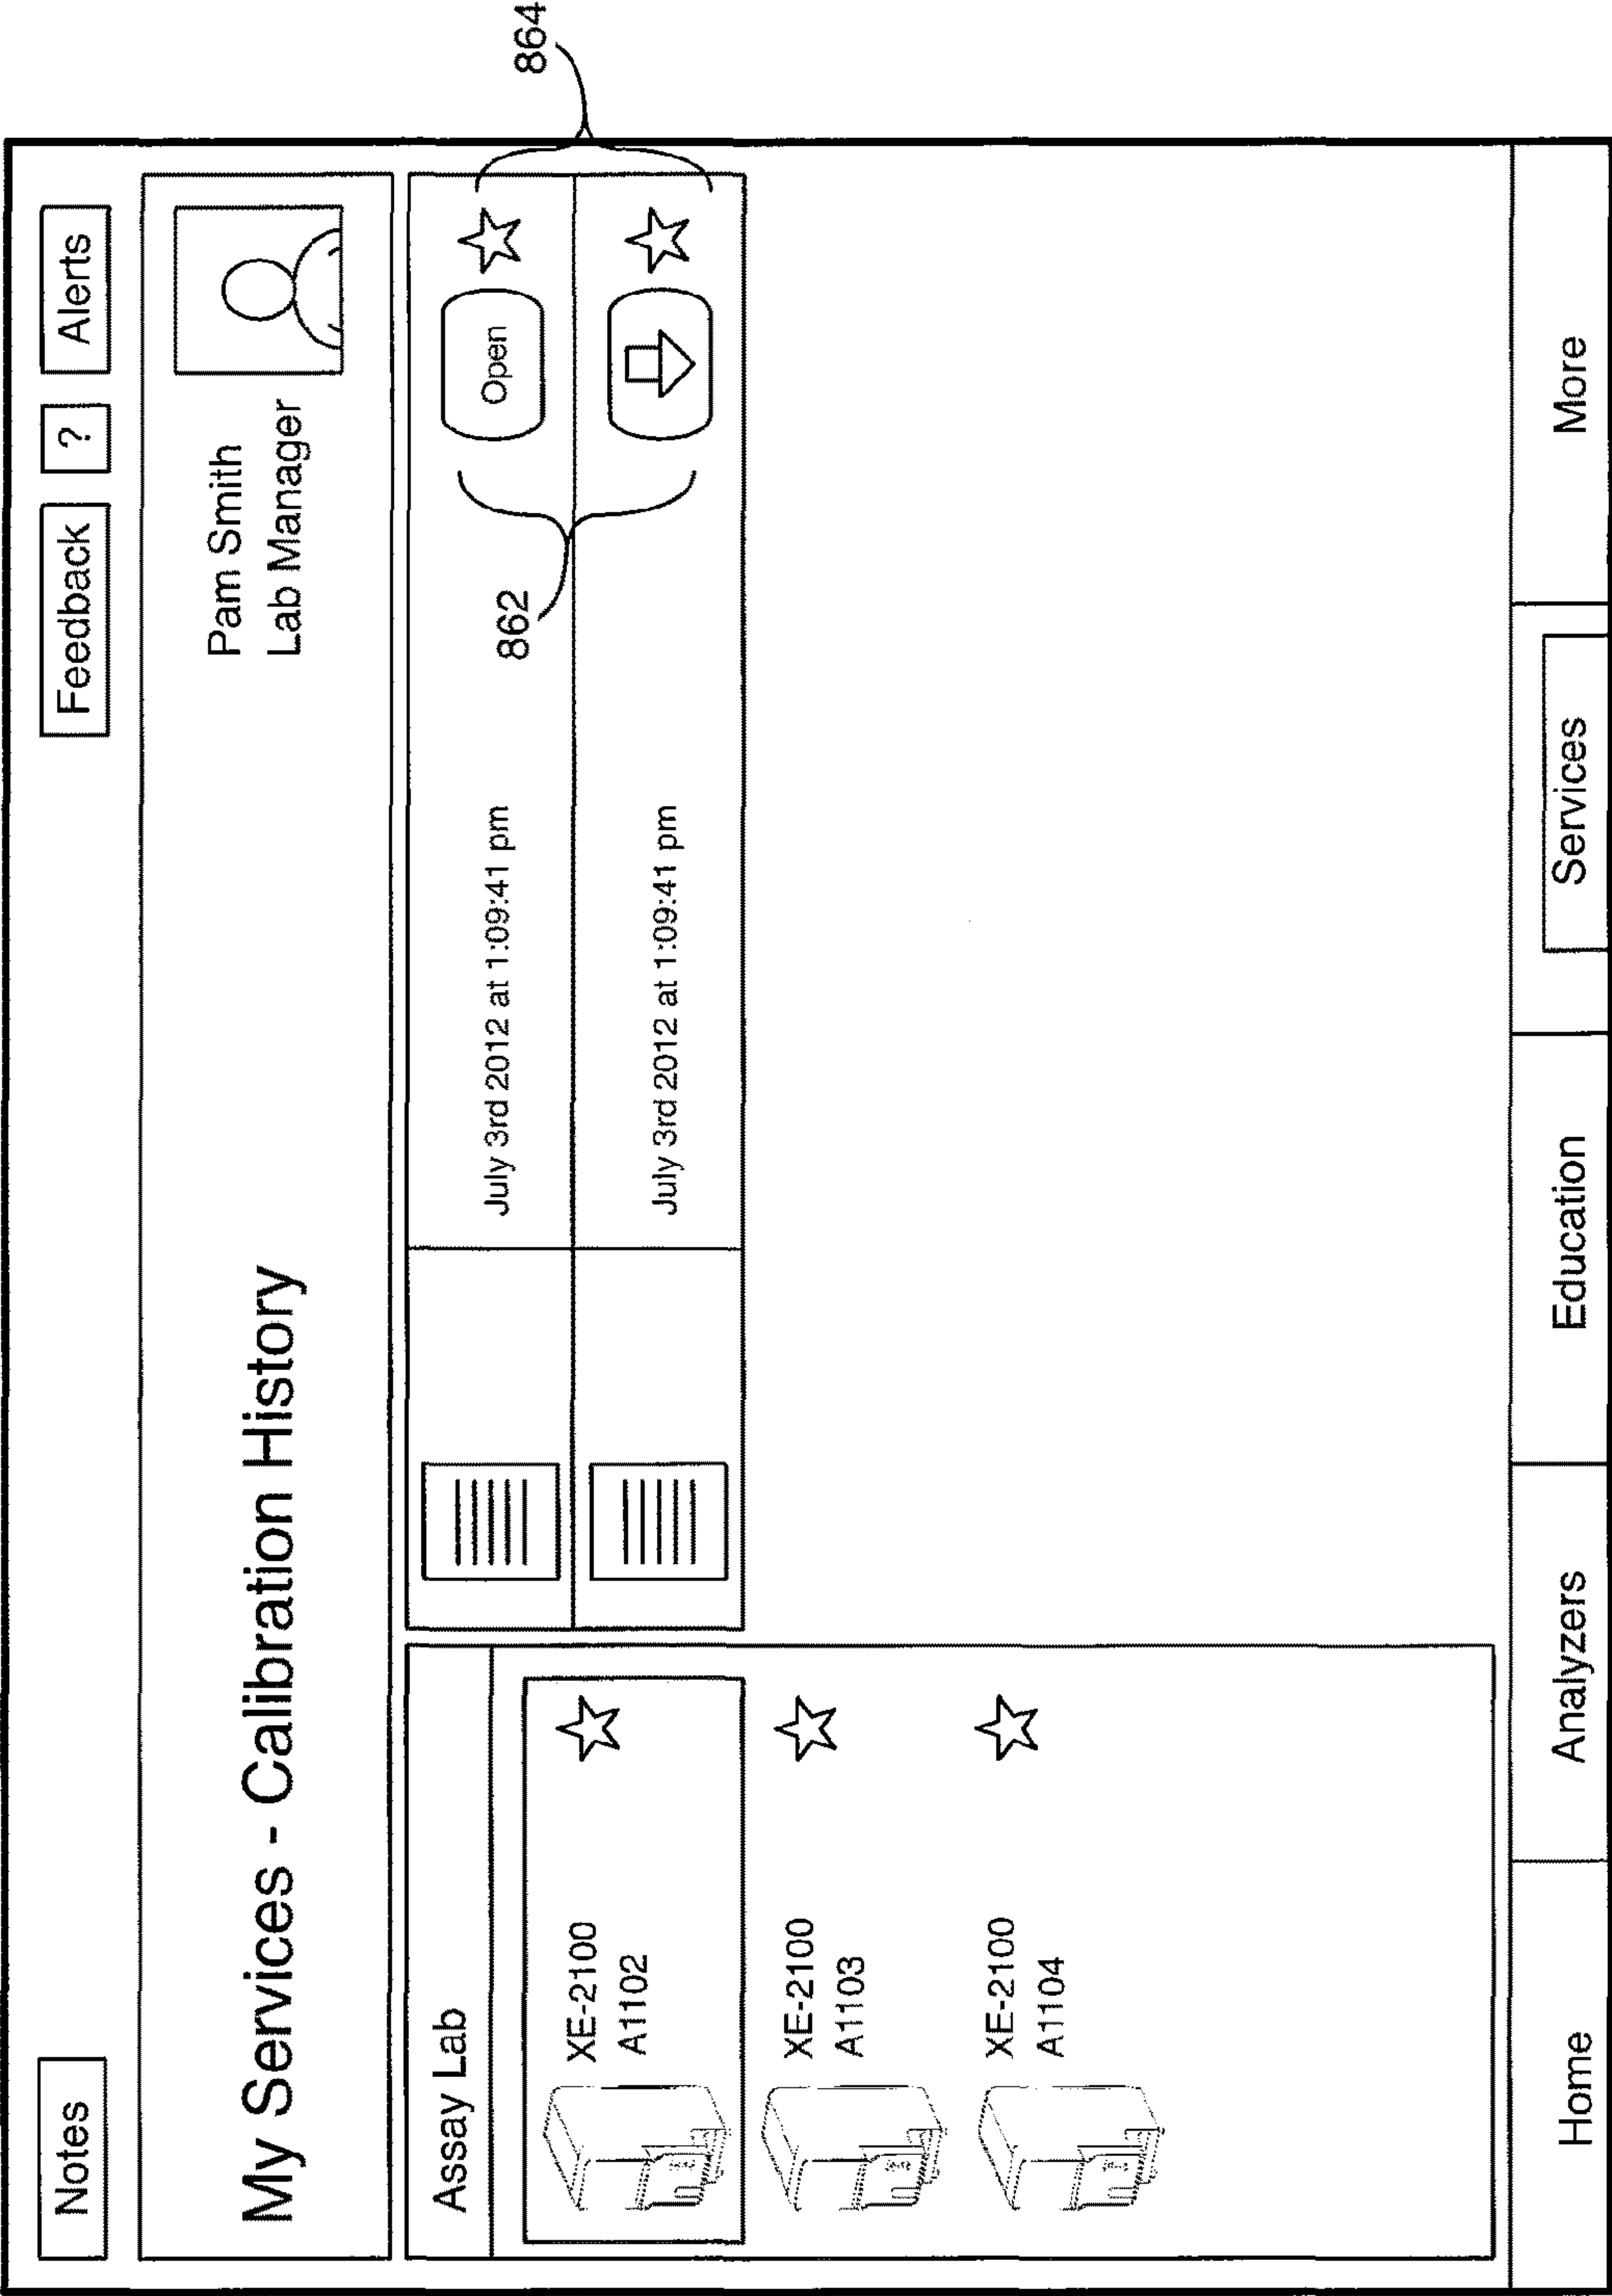 Notes
Feedback
?
Alerts
My Services - Calibration History
Pam Smith
Lab Manager
Assay Lab
XE-2100
A1102
XE-2100
A1103
XE-2100
A1104
July 3rd 2012 at 1:09:41 pm
Open
July 3rd 2012 at 1:09:41 pm
862
864
Home
Analyzers
Education
Services
More